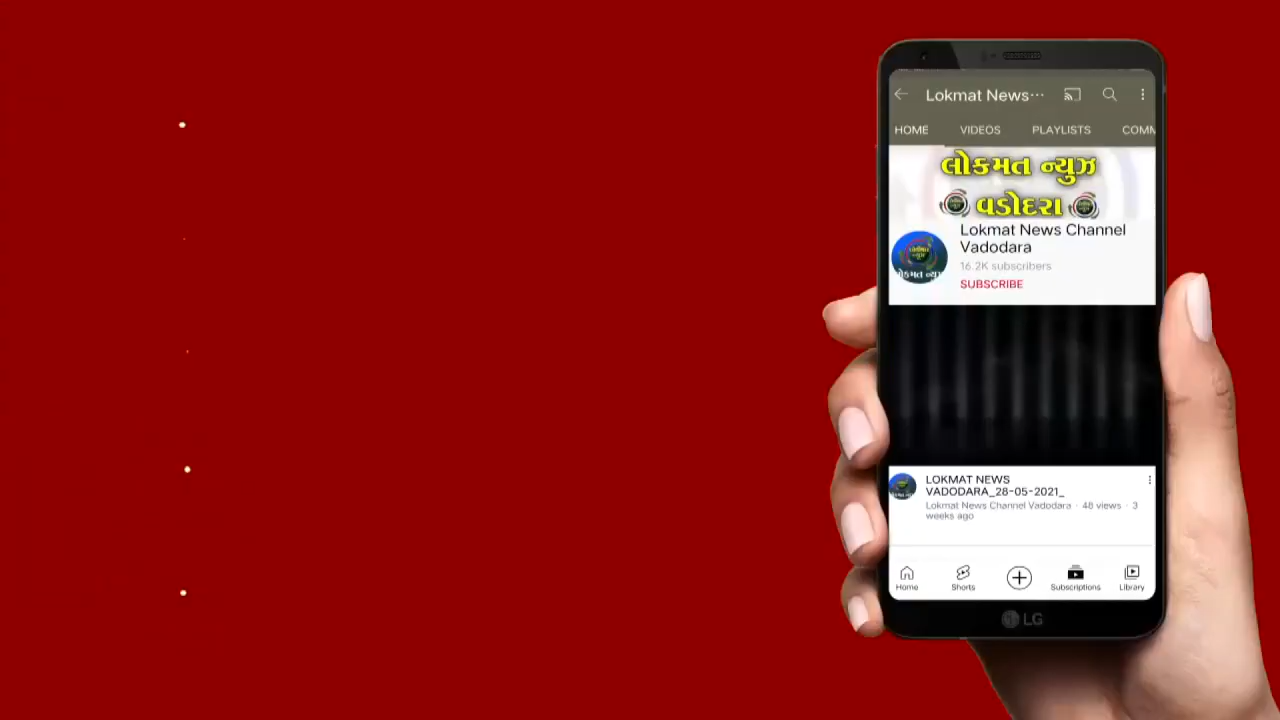 Lokmat News···
HOME VIDEOS PLAYLISTS COMM
લોકમત ન્યુઝ
વડોદરા
Lokmat News Channel
Vadodara
16.2K subscribers
SUBSCRIBE
LOKMAT NEWS
VADODARA_28-05-2021_
Lokmat News Channel Vadodara · 48 views · 3
weeks ago
Home Shorts Subscriptions Library
LG